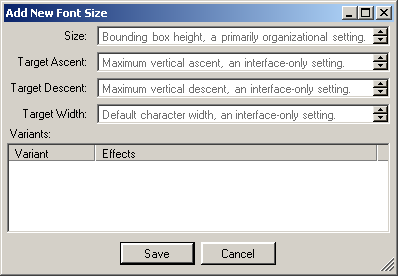 Add New Font Size
Size: Bounding box height, a primarily organizational setting.
Target Ascent: Maximum vertical ascent, an interface-only setting.
Target Descent: Maximum vertical descent, an interface-only setting.
Target Width: Default character width, an interface-only setting.
Variants:
Variant Effects
Save Cancel